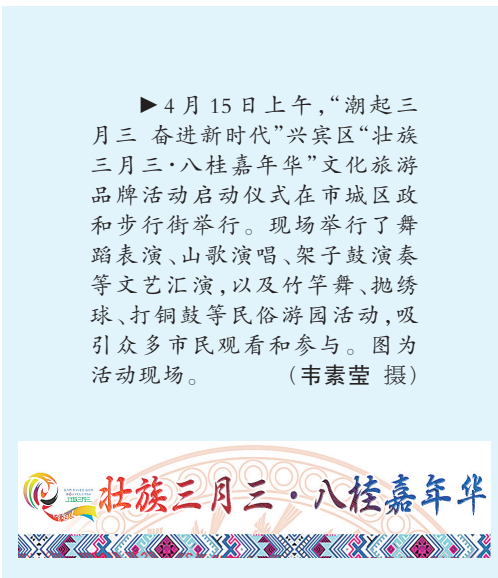 ▶4月15日上午,“潮起三
月三 奋进新时代”兴宾区“壮族
三月三·八桂嘉年华”文化旅游
品牌活动启动仪式在市城区政
和步行街举行。现场举行了舞
蹈表演、山歌演唱、架子鼓演奏
等文艺汇演,以及竹竿舞、抛绣
球、打铜鼓等民俗游园活动,吸
引众多市民观看和参与。图为
活动现场。 (韦素莹 摄)
壮族三月三·八桂嘉年华